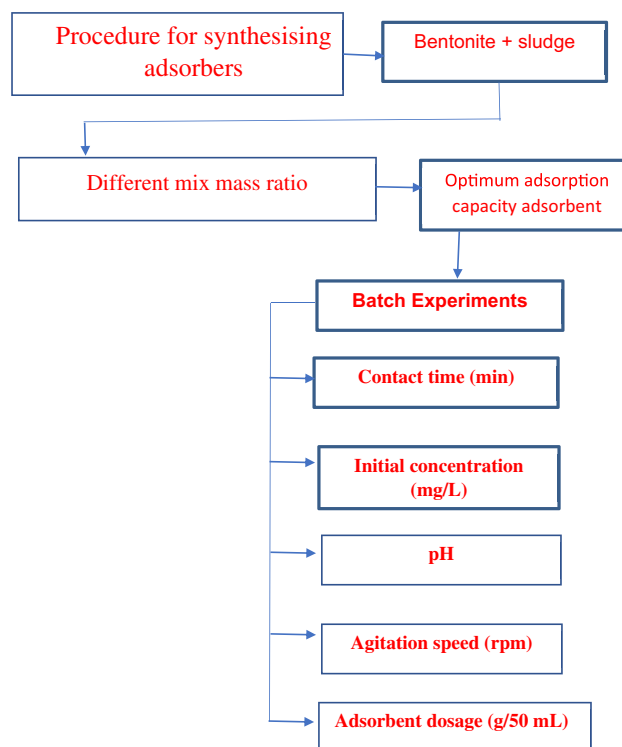 Procedure for synthesising
adsorbers
Bentonite + sludge
Different mix mass ratio
Optimum adsorption
capacity adsorbent
Batch Experiments
Contact time (min)
Initial concentration
(mg/L)
pH
Agitation speed (rpm)
Adsorbent dosage (g/50 mL)